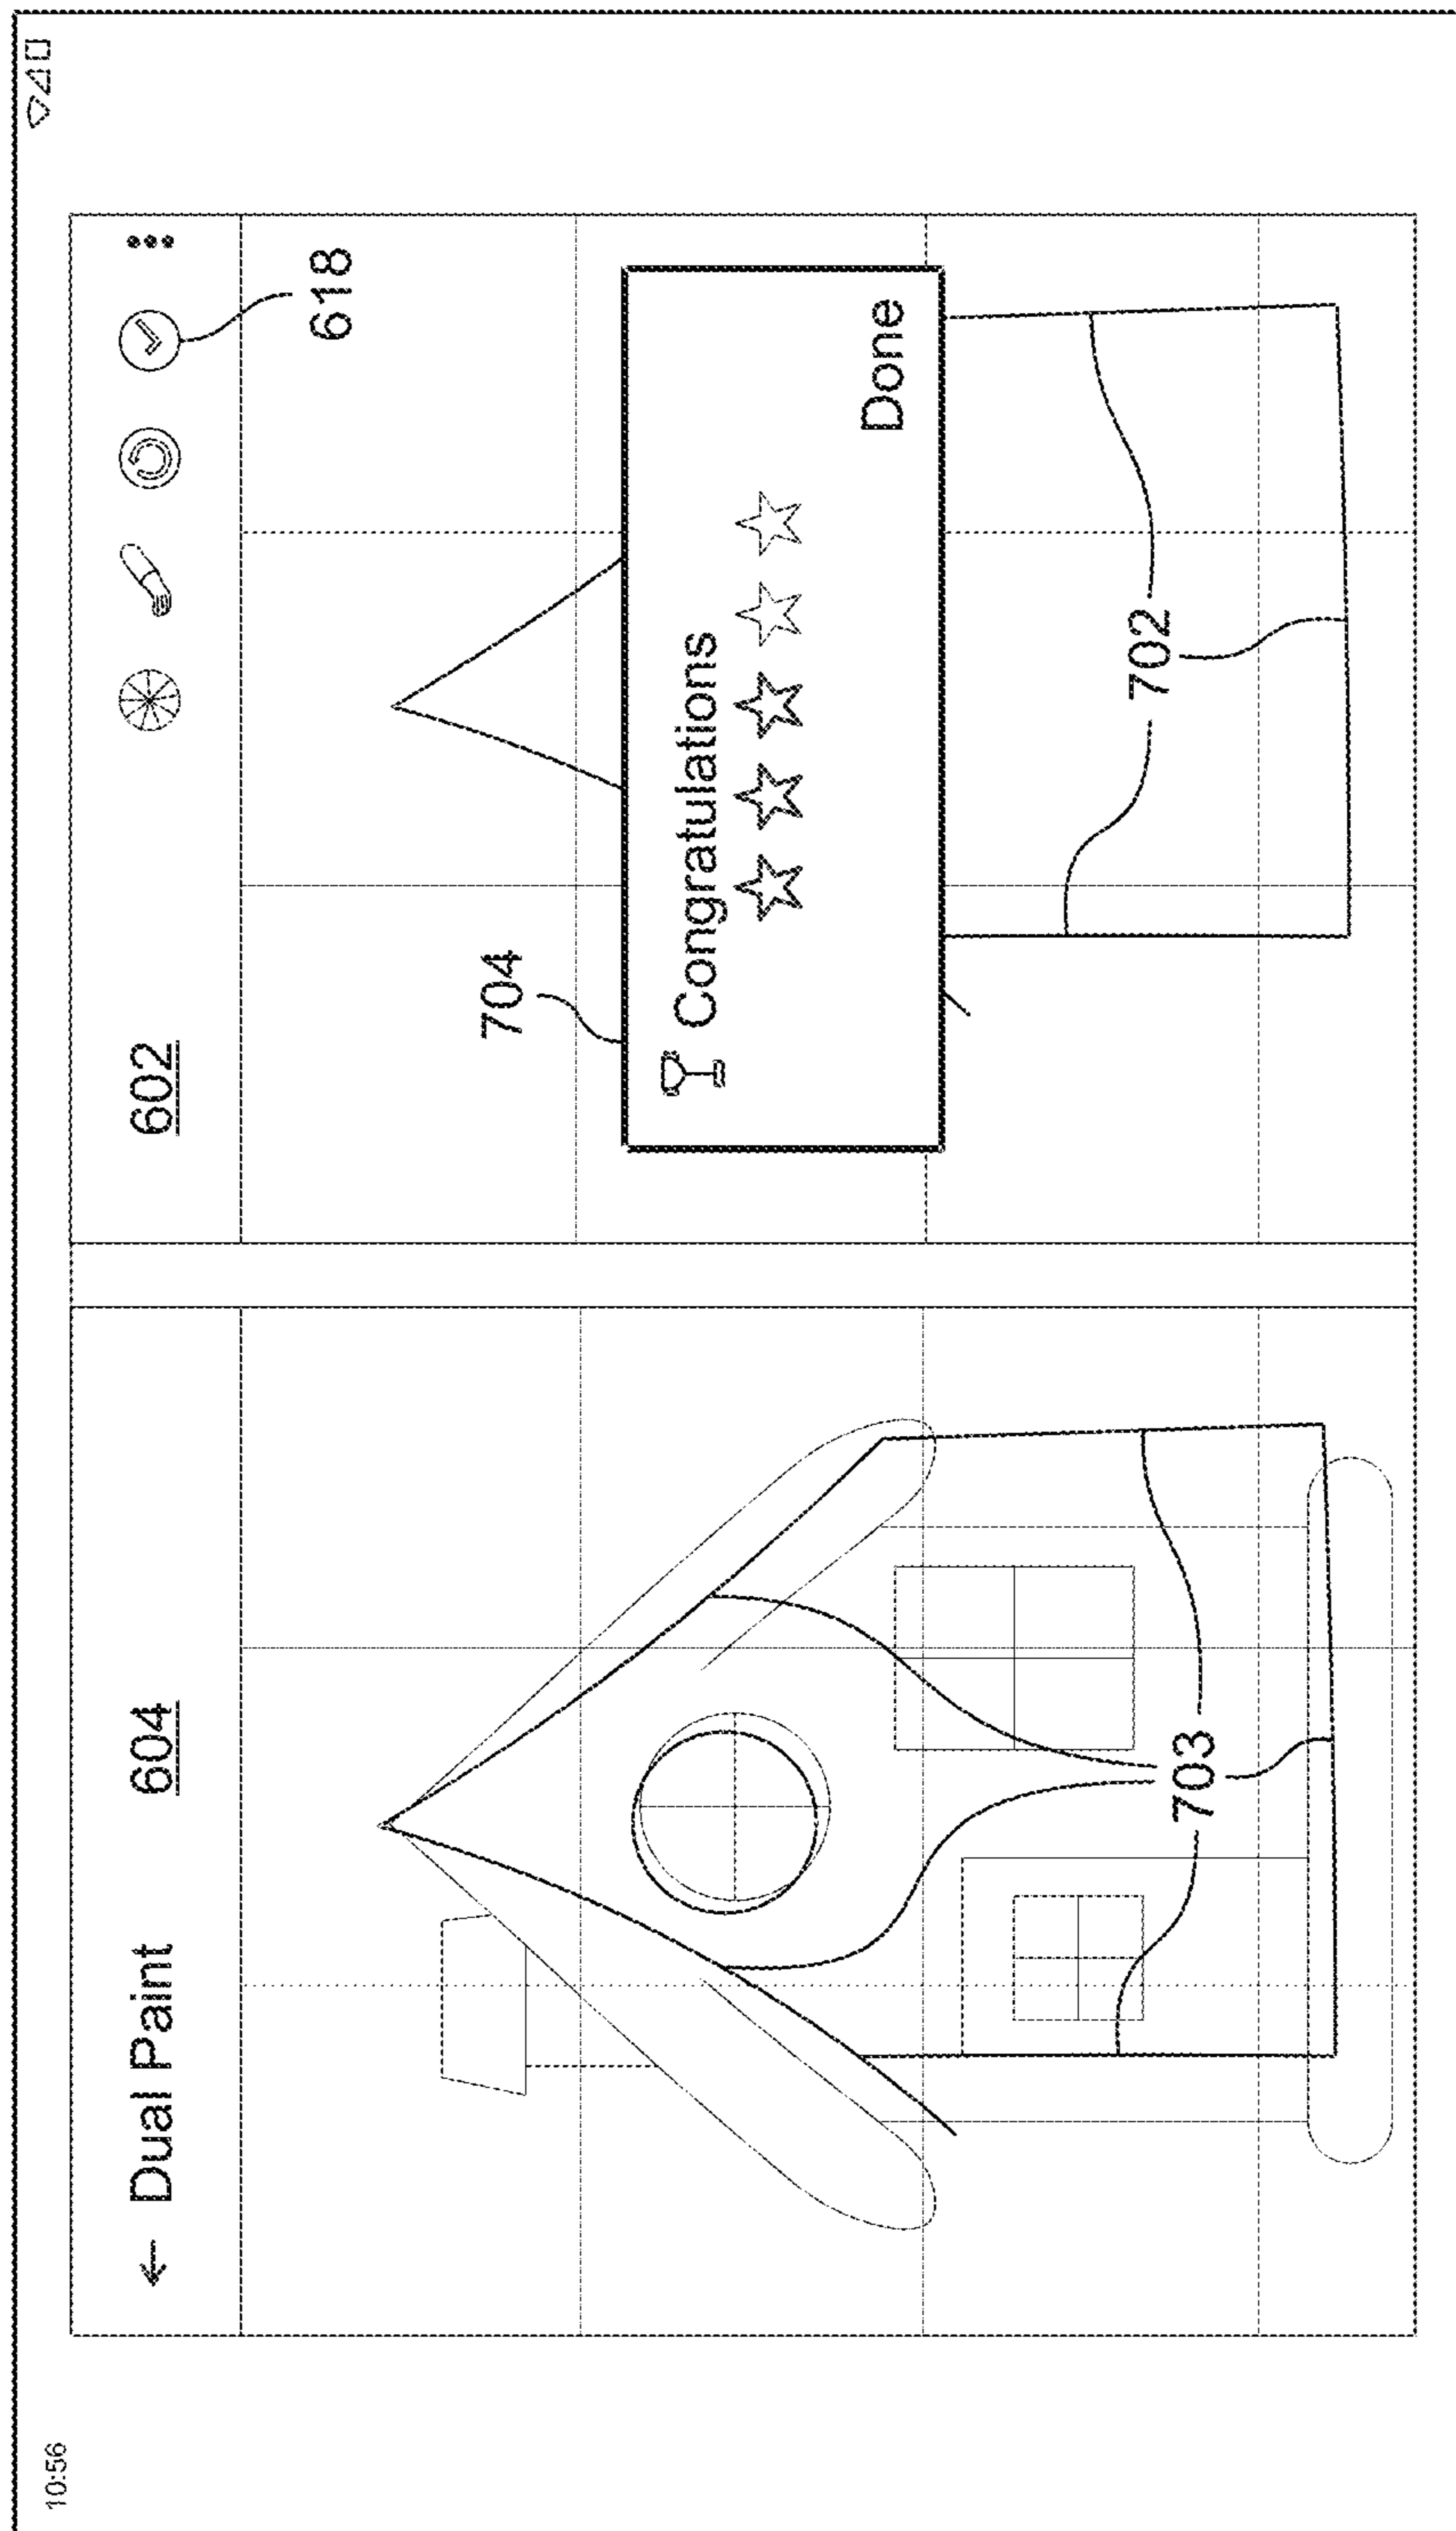 10:56
← Dual Paint 604
602
618
704
Congratulations
Done
702
703